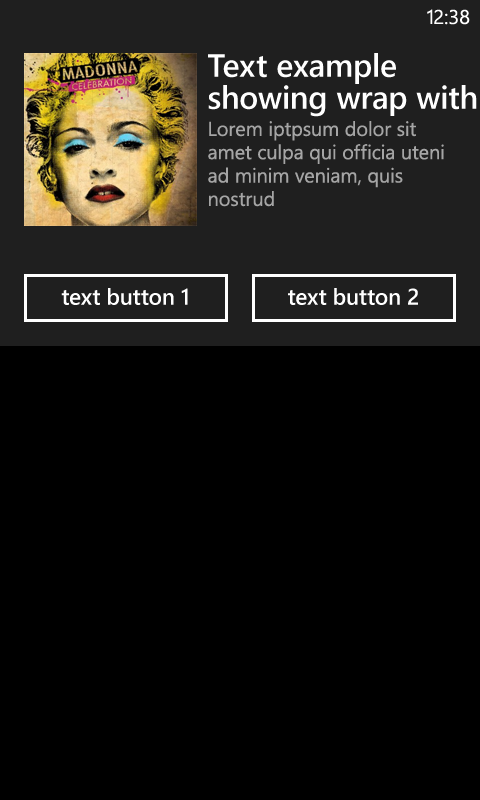 12:38
MADONNA
CELEBRATION
Text example
showing wrap with
Lorem iptpsum dolor sit
amet culpa qui officia uteni
ad minim veniam, quis
nostrud
text button 1
text button 2